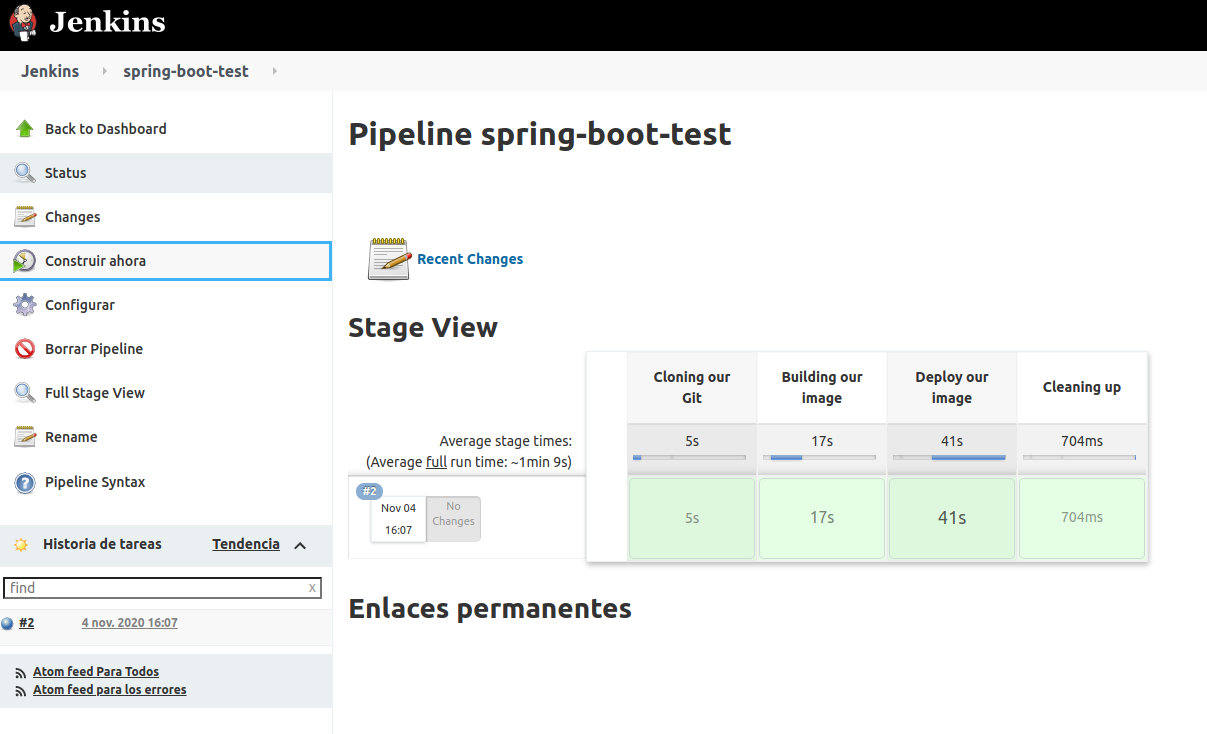 Jenkins
Jenkins
spring-boot-test
Back to Dashboard
Status
Changes
Construir ahora
Configurar
Borrar Pipeline
Full Stage View
Rename
Pipeline Syntax
Historia de tareas
Tendencia
find
x
#2
4 nov. 2020 16:07
Atom feed Para Todos
Atom feed para los errores
Pipeline spring-boot-test
Recent Changes
Stage View
Cloning our
Git
Building our
image
Deploy our
image
Cleaning up
Average stage times:
(Average full run time: ~1min 9s)
5s
17s
41s
704ms
#2
Nov 04
16:07
No
Changes
5s
17s
41s
704ms
Enlaces permanentes